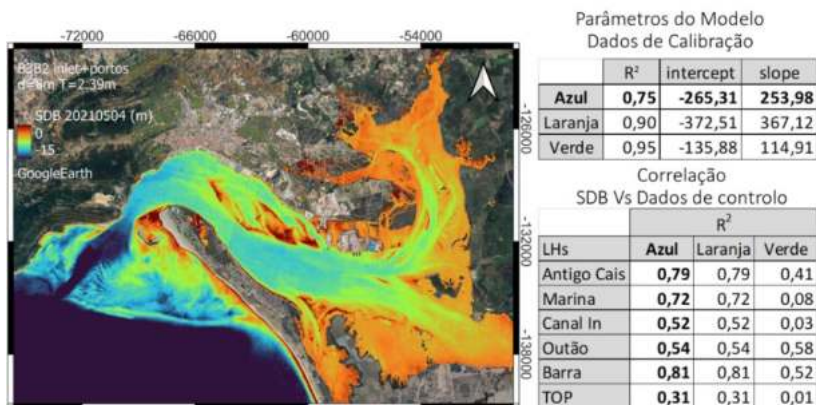 -72000 -66000 -60000 -54000
B3B2 inlet+portos
d=6m T=2.39m
SDB 20210504 (m)
0
-15
GoogleEarth
-126000
-132000
-138000
Parâmetros do Modelo
Dados de Calibração
R² intercept slope
Azul 0,75 -265,31 253,98
Laranja 0,90 -372,51 367,12
Verde 0,95 -135,88 114,91
Correlação
SDB Vs Dados de controlo
R²
LHs Azul Laranja Verde
Antigo Cais 0,79 0,79 0,41
Marina 0,72 0,72 0,08
Canal In 0,52 0,52 0,03
Outão 0,54 0,54 0,58
Barra 0,81 0,81 0,52
TOP 0,31 0,31 0,01